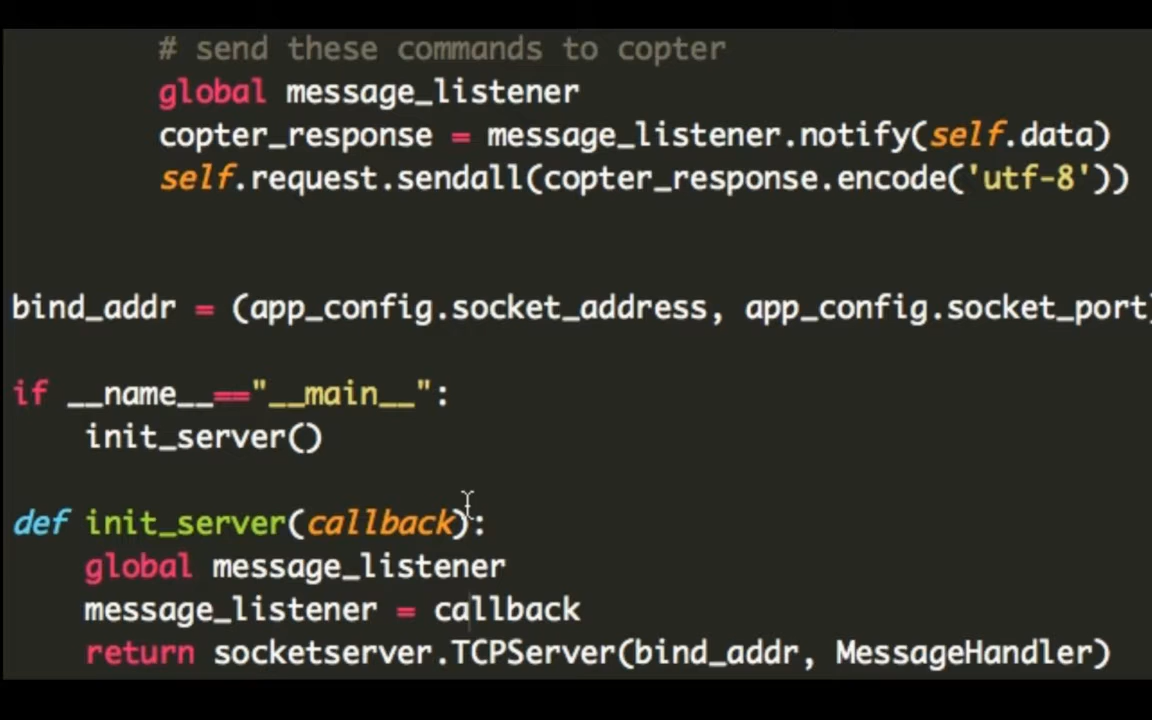 # send these commands to copter
global message_listener
copter_response = message_listener.notify(self.data)
self.request.sendall(copter_response.encode('utf-8'))
bind_addr = (app_config.socket_address, app_config.socket_port)
if __name__=="__main__":
init_server()
def init_server(callback):
global message_listener
message_listener = callback
return socketserver.TCPServer(bind_addr, MessageHandler)